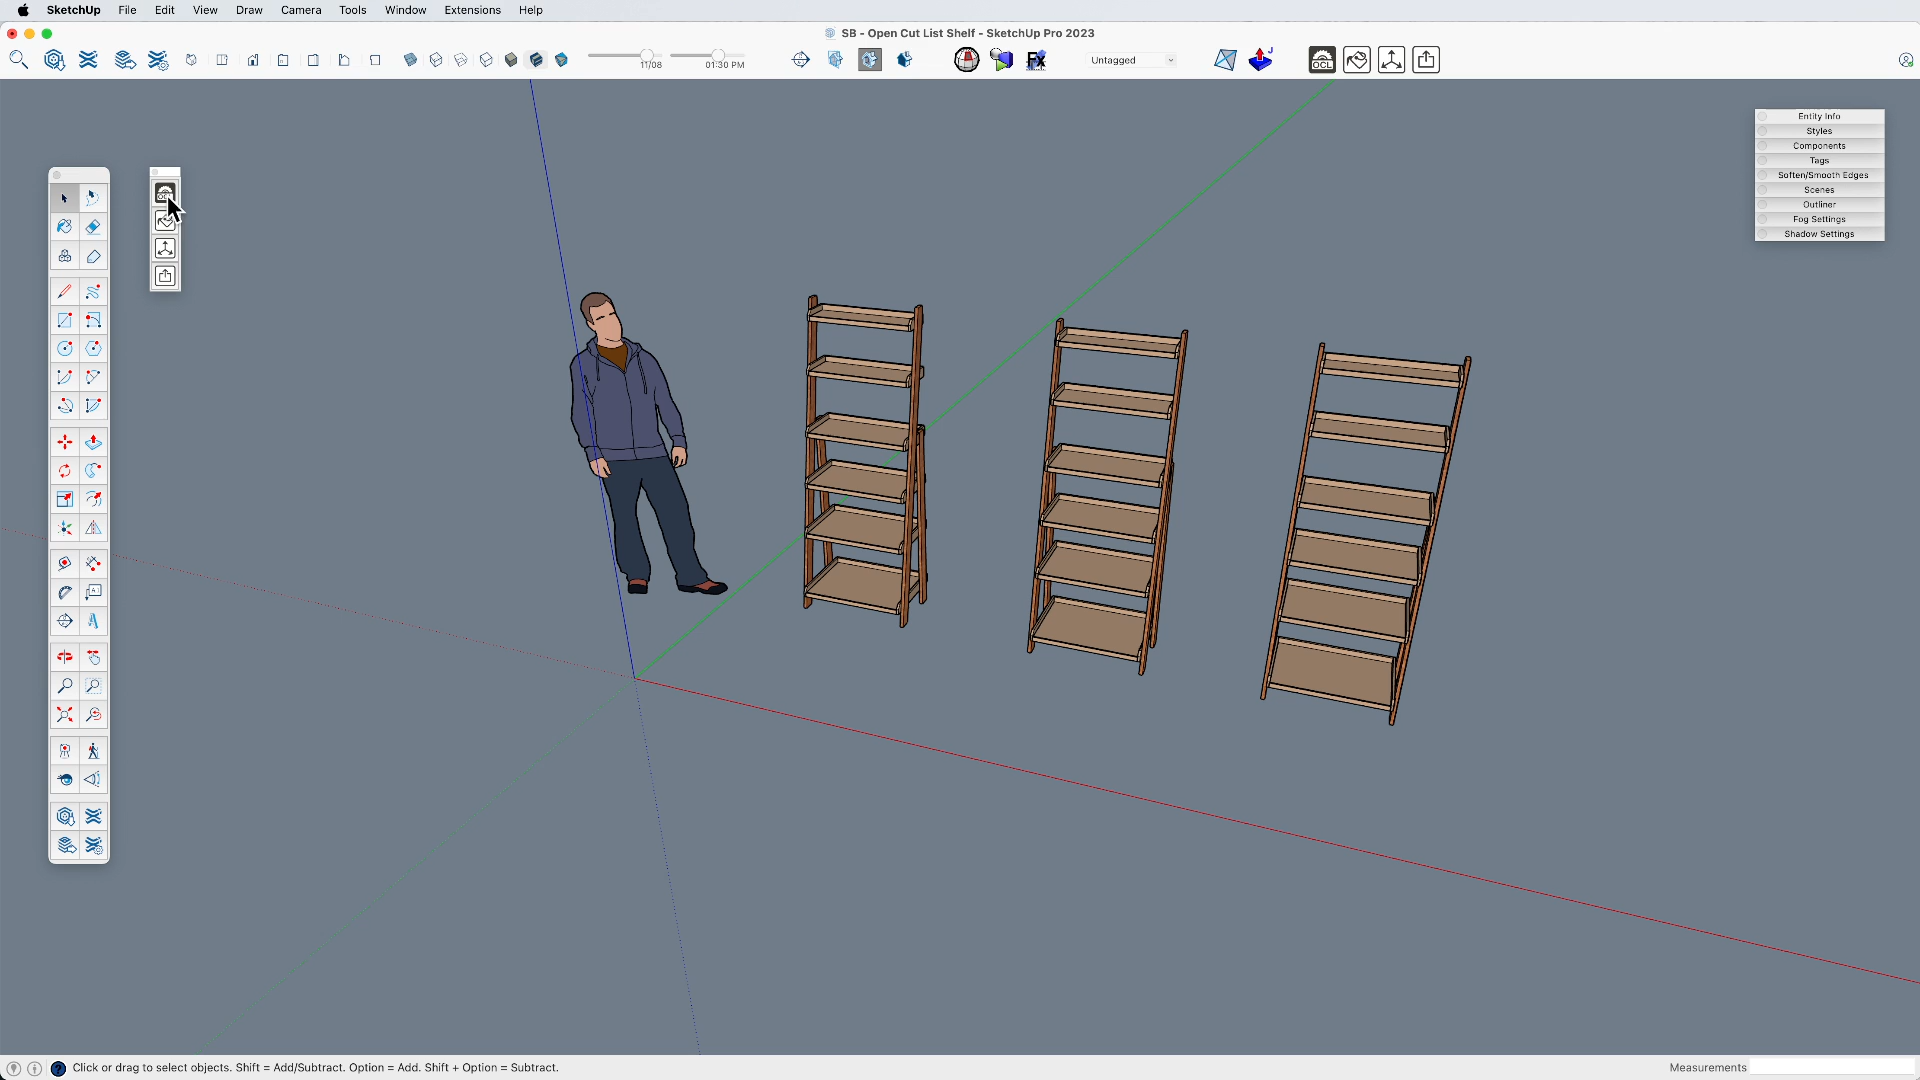 SketchUp File Edit View Draw Camera Tools Window Extensions Help
SB - Open Cut List Shelf - SketchUp Pro 2023
11/08 01:30 PM
FX
Untagged
J
OCL
Entity Info
Styles
Components
Tags
Soften/Smooth Edges
Scenes
Outliner
Fog Settings
Shadow Settings
Click or drag to select objects. Shift = Add/Subtract. Option = Add. Shift + Option = Subtract.
Measurements